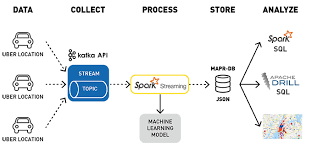 DATA
COLLECT
PROCESS
STORE
ANALYZE
UBER LOCATION
UBER LOCATION
UBER LOCATION
kafka API
STREAM
TOPIC
Spark Streaming
MACHINE
LEARNING
MODEL
MAPR-DB
JSON
Spark
SQL
APACHE
DRILL
SQL